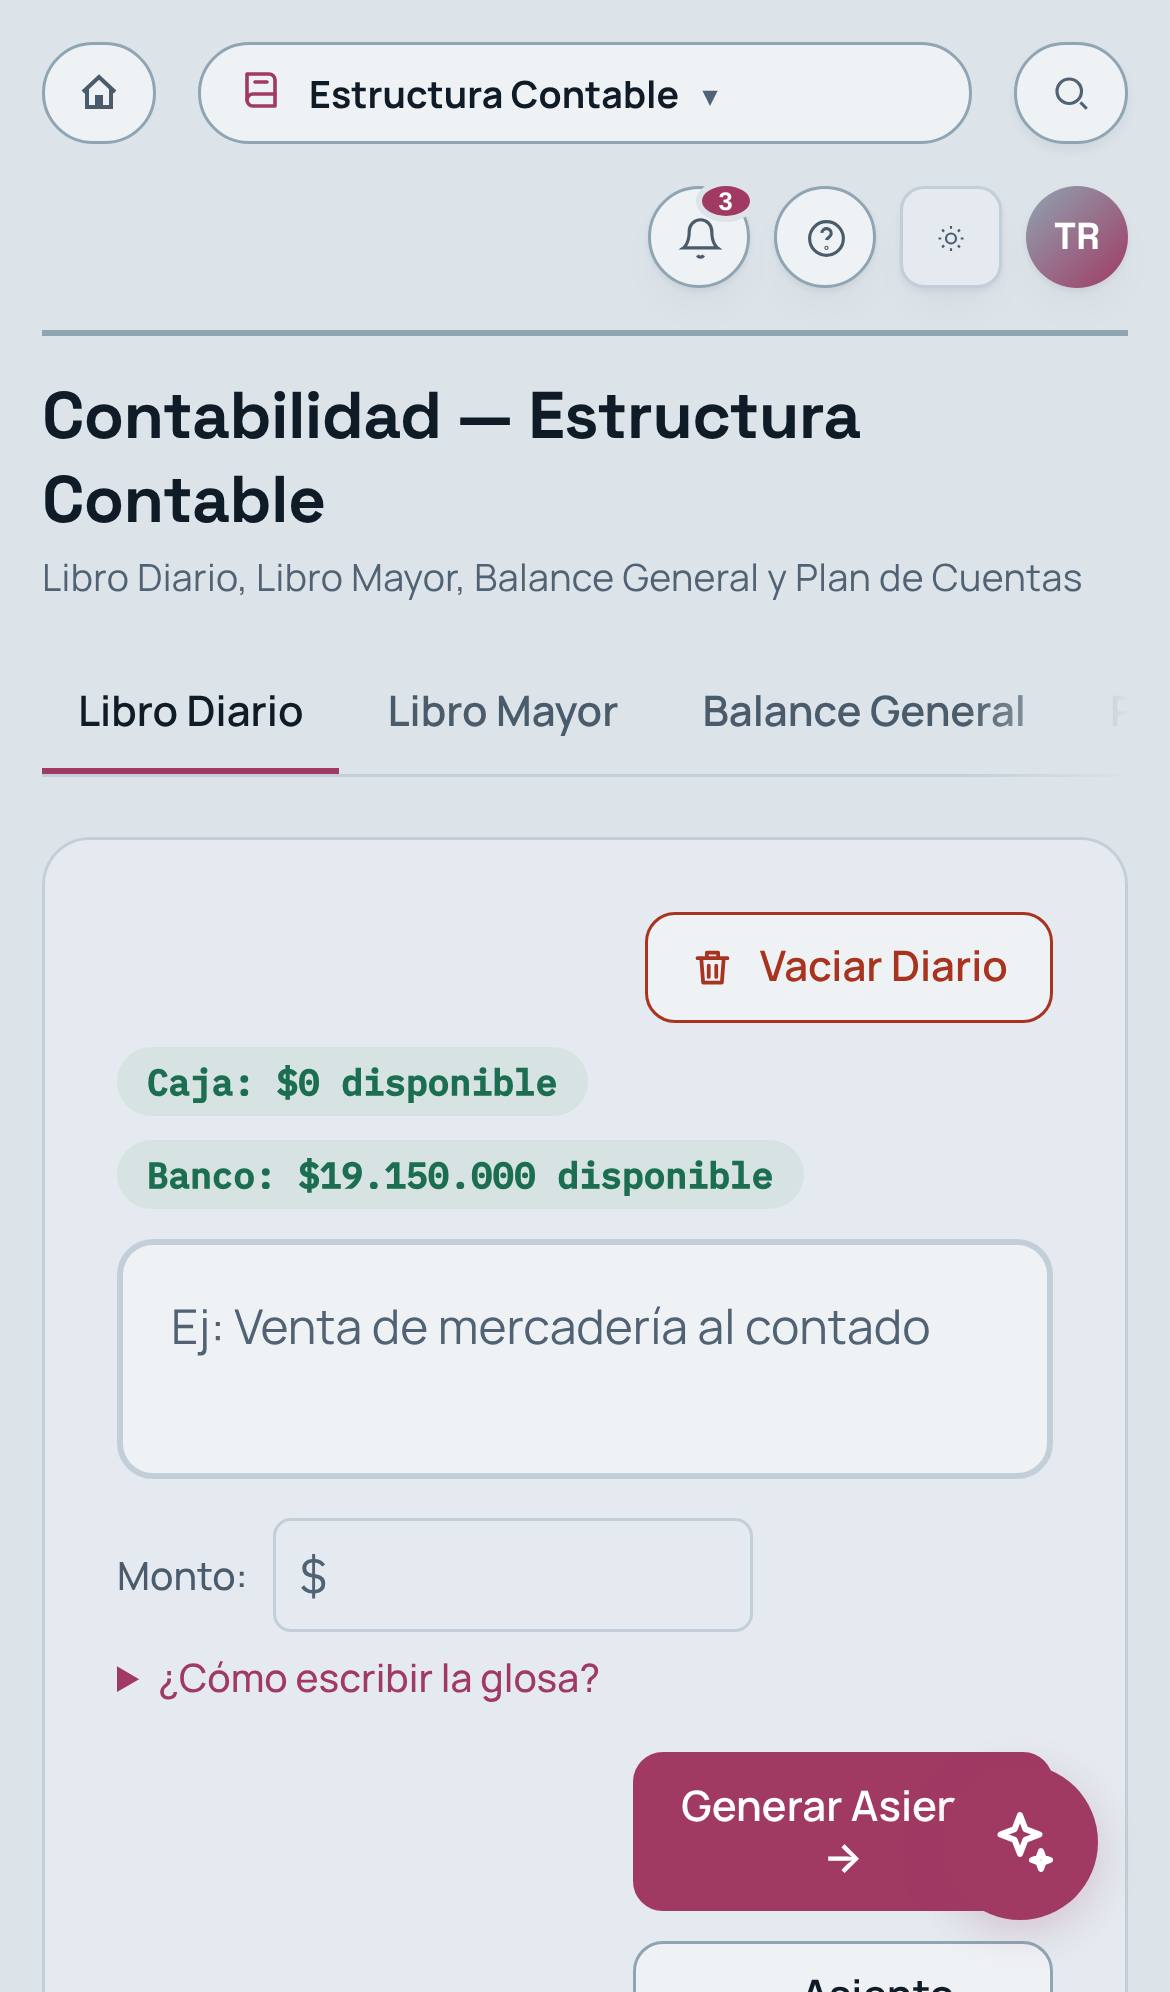 Estructura Contable ▾
3
TR
Contabilidad — Estructura
Contable
Libro Diario, Libro Mayor, Balance General y Plan de Cuentas
Libro Diario Libro Mayor Balance General
Vaciar Diario
Caja: $0 disponible
Banco: $19.150.000 disponible
Ej: Venta de mercadería al contado
Monto: $
▶ ¿Cómo escribir la glosa?
Generar
→
Asiento